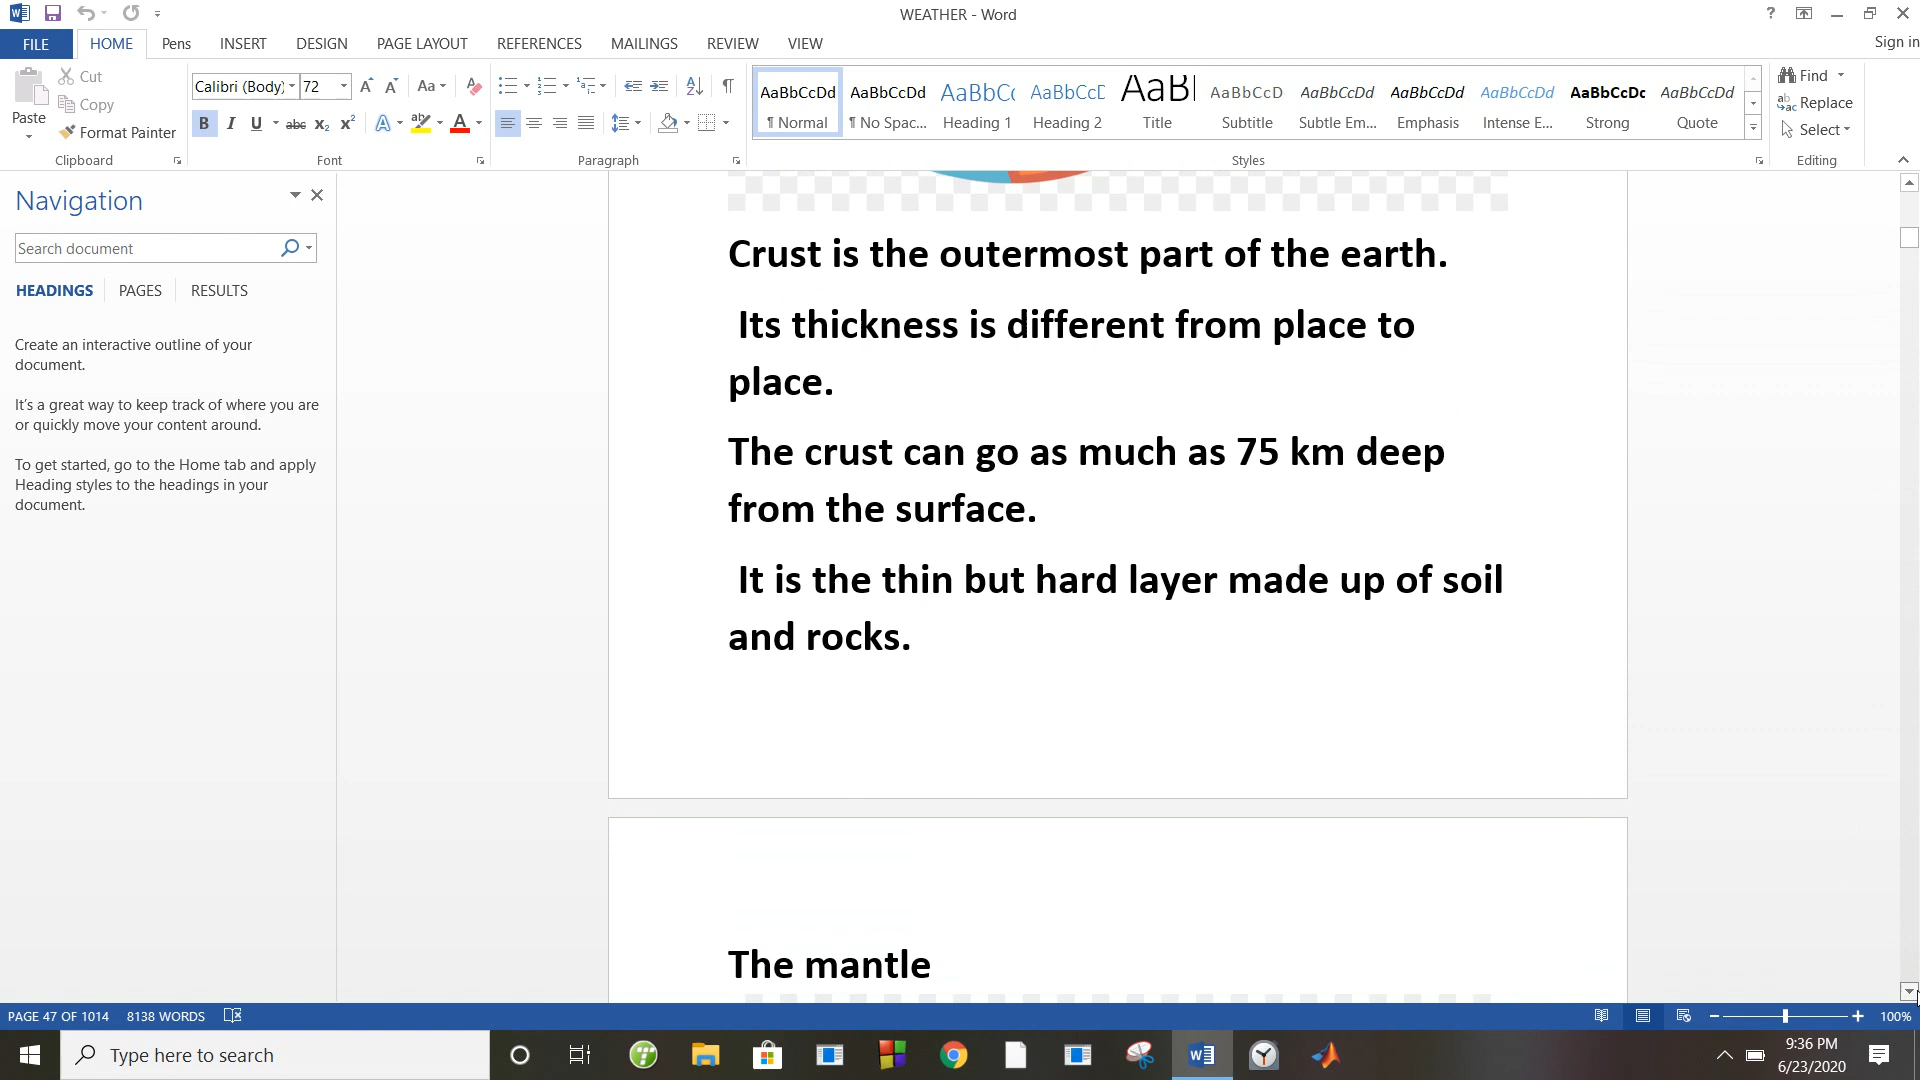 WEATHER - Word
?
FILE HOME Pens INSERT DESIGN PAGE LAYOUT REFERENCES MAILINGS REVIEW VIEW Sign in
Paste
Cut
Copy
Format Painter
Clipboard
Calibri (Body) 72 Aa
B I U abc X₂ X² A A
Font
Paragraph
AaBbCcDd AaBbCcDd AaBbCc AaBbCcD AaBl AaBbCcD AaBbCcDd AaBbCcDd AaBbCcDd AaBbCcDc AaBbCcDd
¶ Normal ¶ No Spac... Heading 1 Heading 2 Title Subtitle Subtle Em... Emphasis Intense E... Strong Quote
Styles
Find
Replace
Select
Editing
Navigation
Search document
HEADINGS PAGES RESULTS
Create an interactive outline of your
document.
It's a great way to keep track of where you are
or quickly move your content around.
To get started, go to the Home tab and apply
Heading styles to the headings in your
document.
Crust is the outermost part of the earth.
Its thickness is different from place to
place.
The crust can go as much as 75 km deep
from the surface.
It is the thin but hard layer made up of soil
and rocks.
The mantle
PAGE 47 OF 1014 8138 WORDS 100%
Type here to search
9:36 PM
6/23/2020